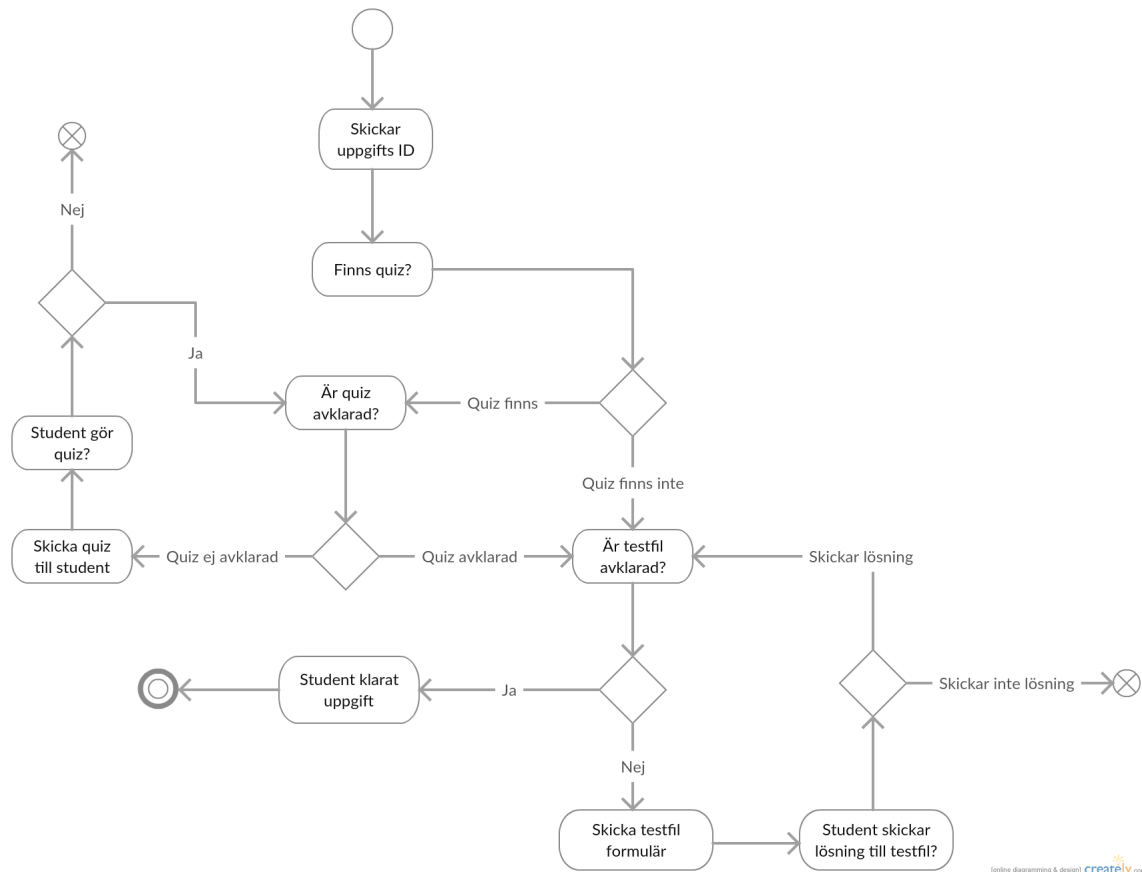 Skickar
uppgifts ID
Nej
Finns quiz?
Ja
Är quiz
avklarad?
Quiz finns
Student gör
quiz?
Quiz finns inte
Skicka quiz
till student
Quiz ej avklarad
Quiz avklarad
Är testfil
avklarad?
Skickar lösning
Student klarat
uppgift
Ja
Skickar inte lösning
Nej
Skicka testfil
formulär
Student skickar
lösning till testfil?
[online diagramming & design] creately